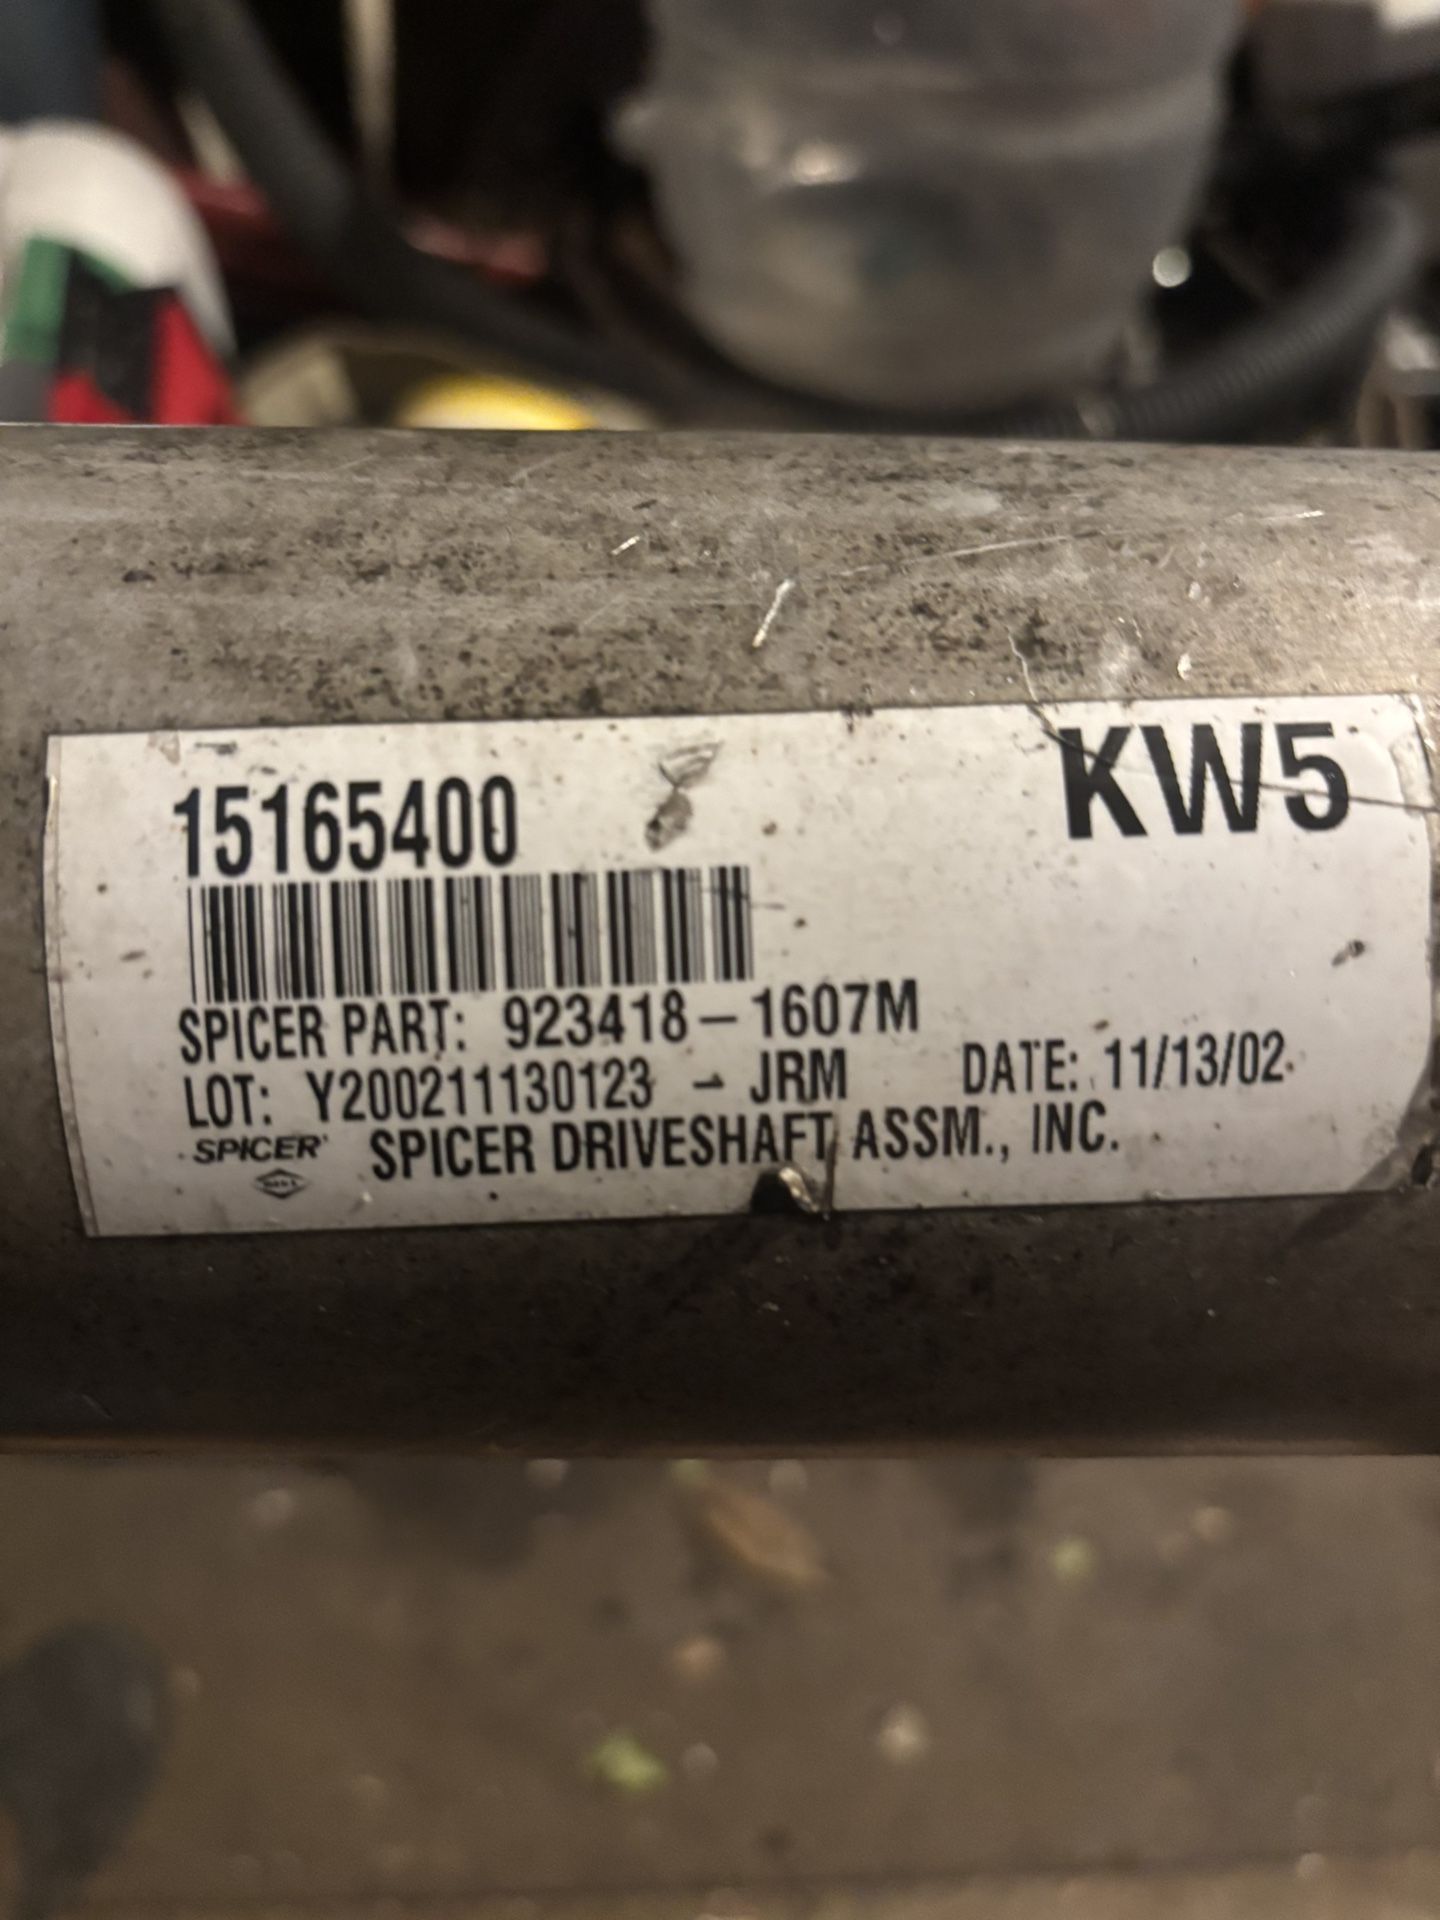 15165400
KW5
SPICER PART: 923418-1607M
LOT: Y200211130123 - JRM DATE: 11/13/02
SPICER SPICER DRIVESHAFT ASSM., INC.